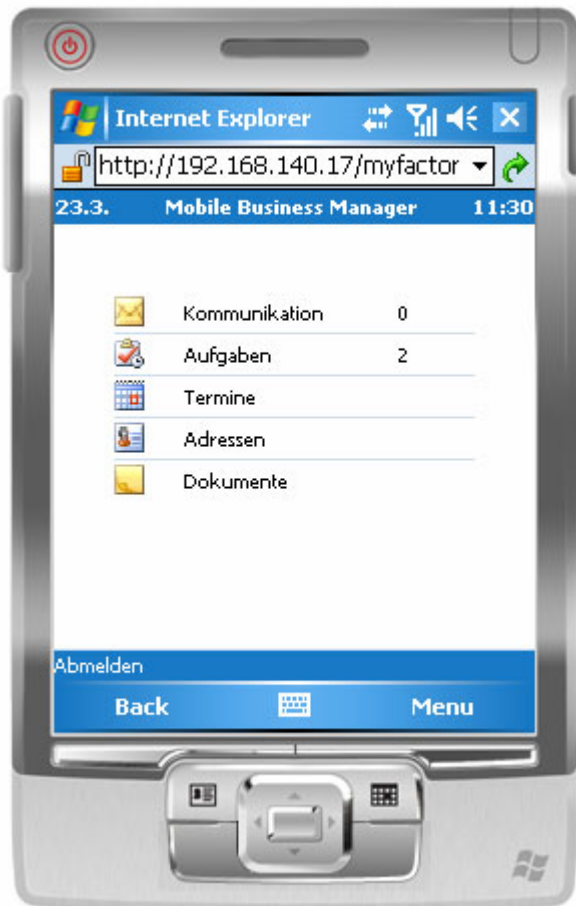 Internet Explorer
http://192.168.140.17/myfactor
23.3. Mobile Business Manager 11:30
Kommunikation 0
Aufgaben 2
Termine
Adressen
Dokumente
Abmelden
Back Menu